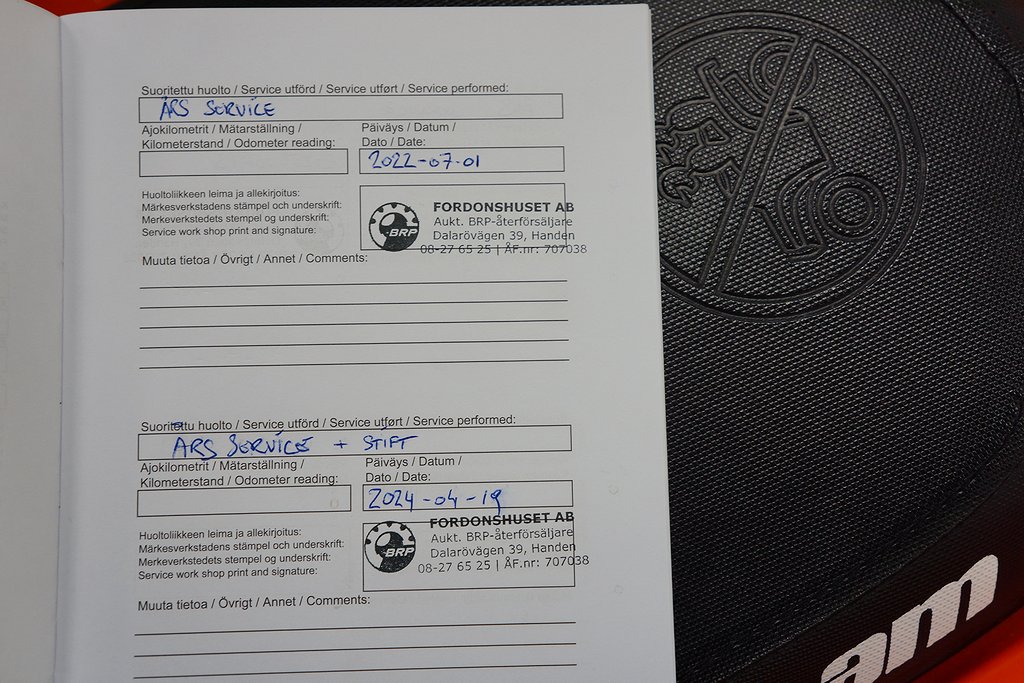 Suoritettu huolto / Service utförd / Service utført / Service performed:
ÅRS SERVICE
Ajokilometrit / Mätarställning /
Kilometerstand / Odometer reading:
Päiväys / Datum /
Dato / Date:
2022-07-01
Huoltoliikkeen leima ja allekirjoitus:
Märkesverkstadens stämpel och underskrift:
Merkeverkstedets stempel og underskrift:
Service work shop print and signature:
BRP
FORDONSHUSET AB
Aukt. BRP-återförsäljare
Dalarövägen 39, Handen
08-27 65 25 | ÅF.nr: 707038
Muuta tietoa / Övrigt / Annet / Comments:
Suoritettu huolto / Service utförd / Service utført / Service performed:
ÅRS SERVICE + STIFT
Ajokilometrit / Mätarställning /
Kilometerstand / Odometer reading:
Päiväys / Datum /
Dato / Date:
2024-04-19
Huoltoliikkeen leima ja allekirjoitus:
Märkesverkstadens stämpel och underskrift:
Merkeverkstedets stempel og underskrift:
Service work shop print and signature:
BRP
FORDONSHUSET AB
Aukt. BRP-återförsäljare
Dalarövägen 39, Handen
08-27 65 25 | ÅF.nr: 707038
Muuta tietoa / Övrigt / Annet / Comments:
am